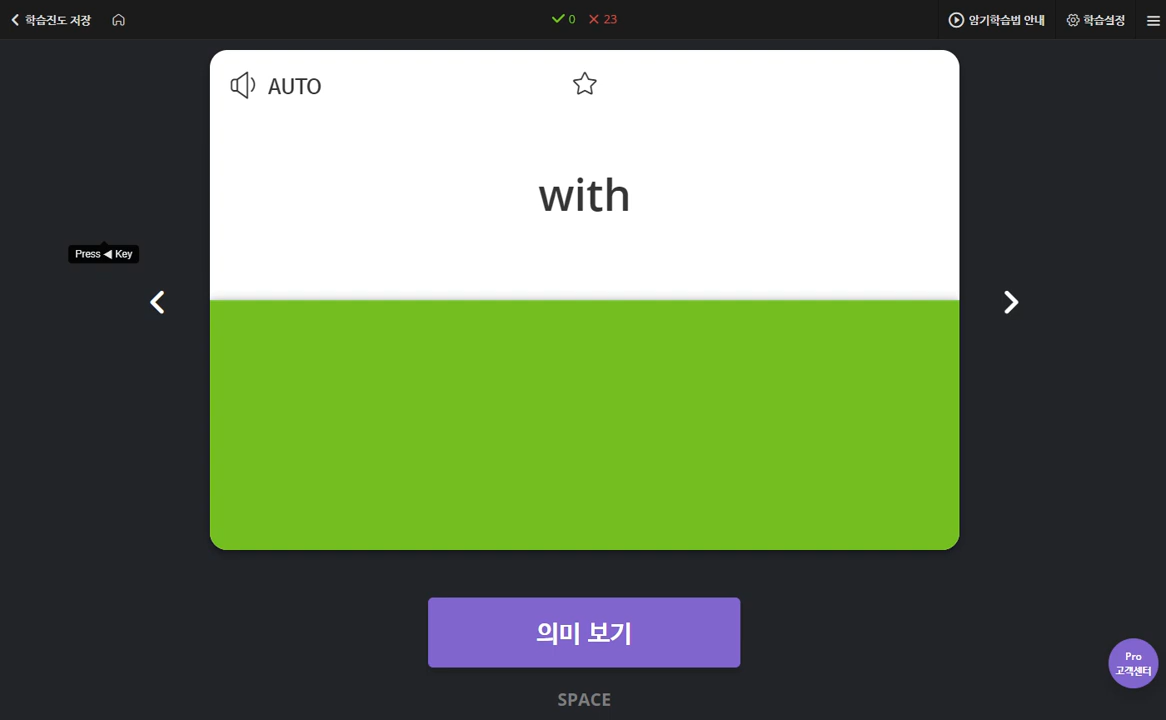 학습진도 저장
0 23
암기학습법 안내
학습설정
AUTO
with
Press ◀ Key
의미 보기
SPACE
Pro
고객센터